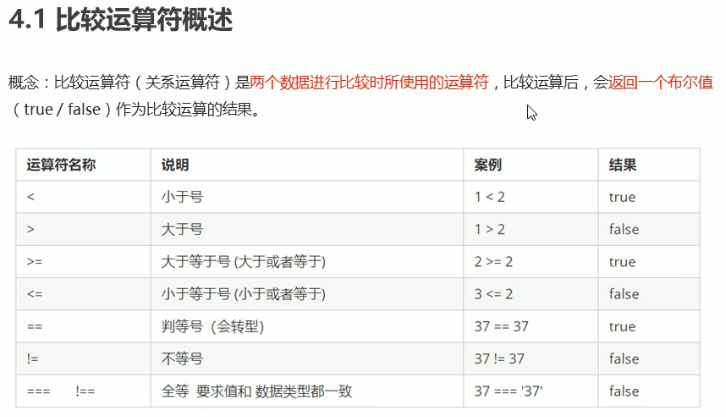 4.1 比较运算符概述
概念：比较运算符（关系运算符）是两个数据进行比较时所使用的运算符，比较运算后，会返回一个布尔值
（true / false）作为比较运算的结果。
运算符名称 说明 案例 结果
< 小于号 1 < 2 true
> 大于号 1 > 2 false
>= 大于等于号 (大于或者等于) 2 >= 2 true
<= 小于等于号 (小于或者等于) 3 <= 2 false
== 判等号（会转型） 37 == 37 true
!= 不等号 37 != 37 false
=== !== 全等 要求值和 数据类型都一致 37 === '37' false